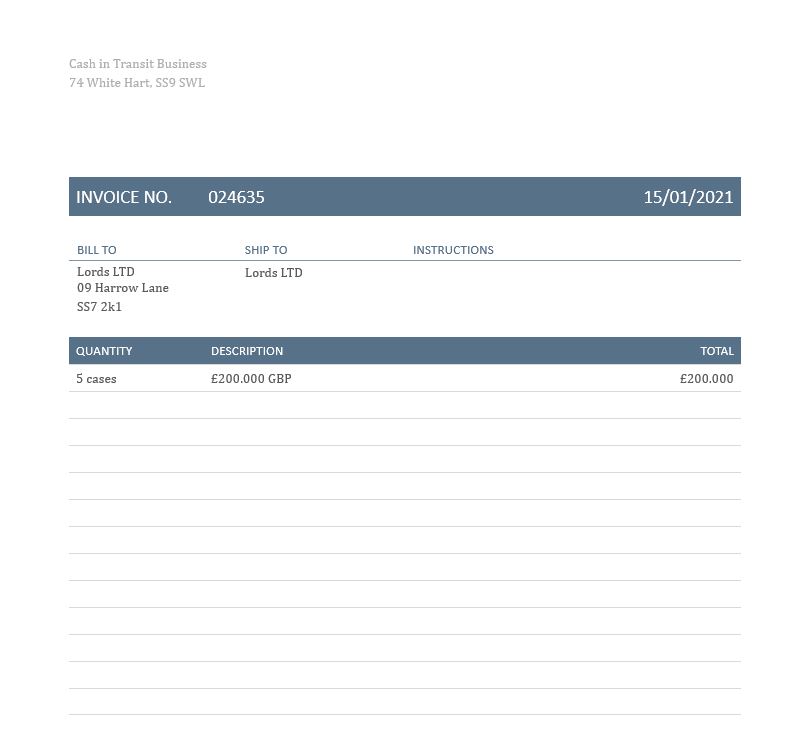 Cash in Transit Business
74 White Hart, SS9 SWL
INVOICE NO. 024635 15/01/2021
BILL TO SHIP TO INSTRUCTIONS
Lords LTD Lords LTD
09 Harrow Lane
SS7 2k1
QUANTITY DESCRIPTION TOTAL
5 cases £200.000 GBP £200.000